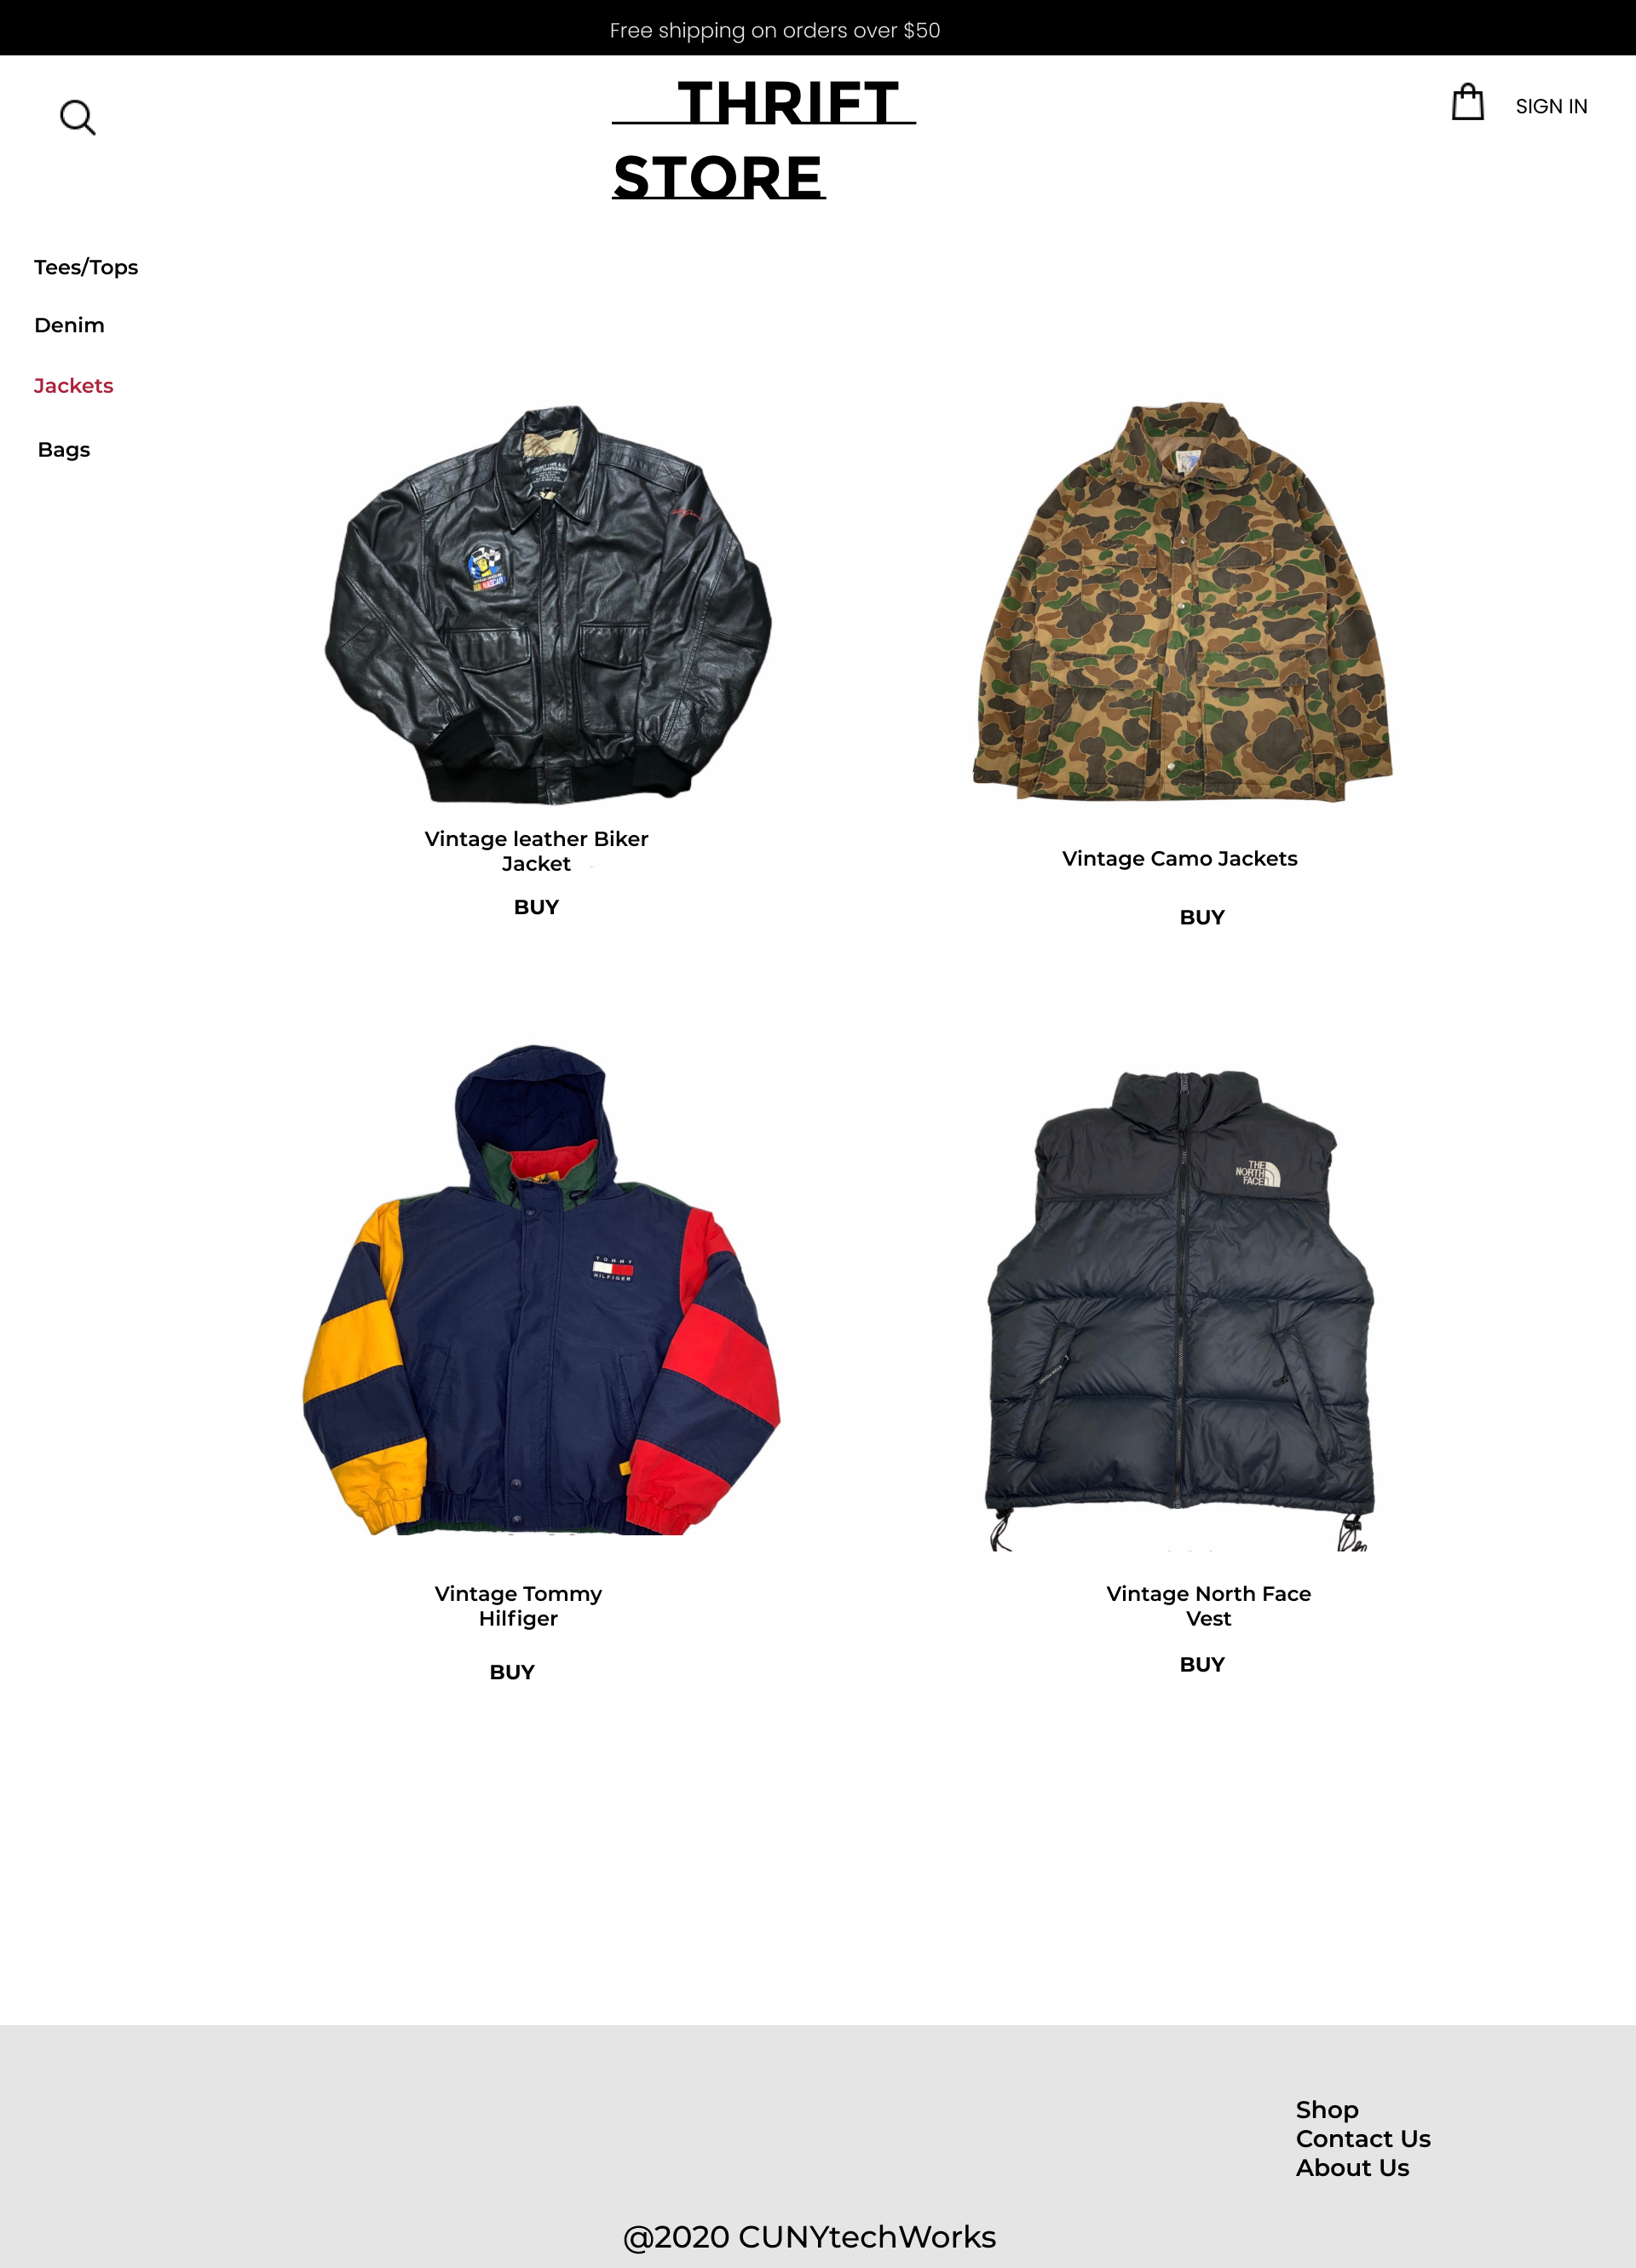 Free shipping on orders over $50
THRIFT
STORE
SIGN IN
Tees/Tops
Denim
Jackets
Bags
NASCAR
Vintage leather Biker
Jacket
BUY
Vintage Camo Jackets
BUY
TOMMY
HILFIGER
Vintage Tommy
Hilfiger
BUY
THE
NORTH
FACE
Vintage North Face
Vest
BUY
Shop
Contact Us
About Us
@2020 CUNYtechWorks